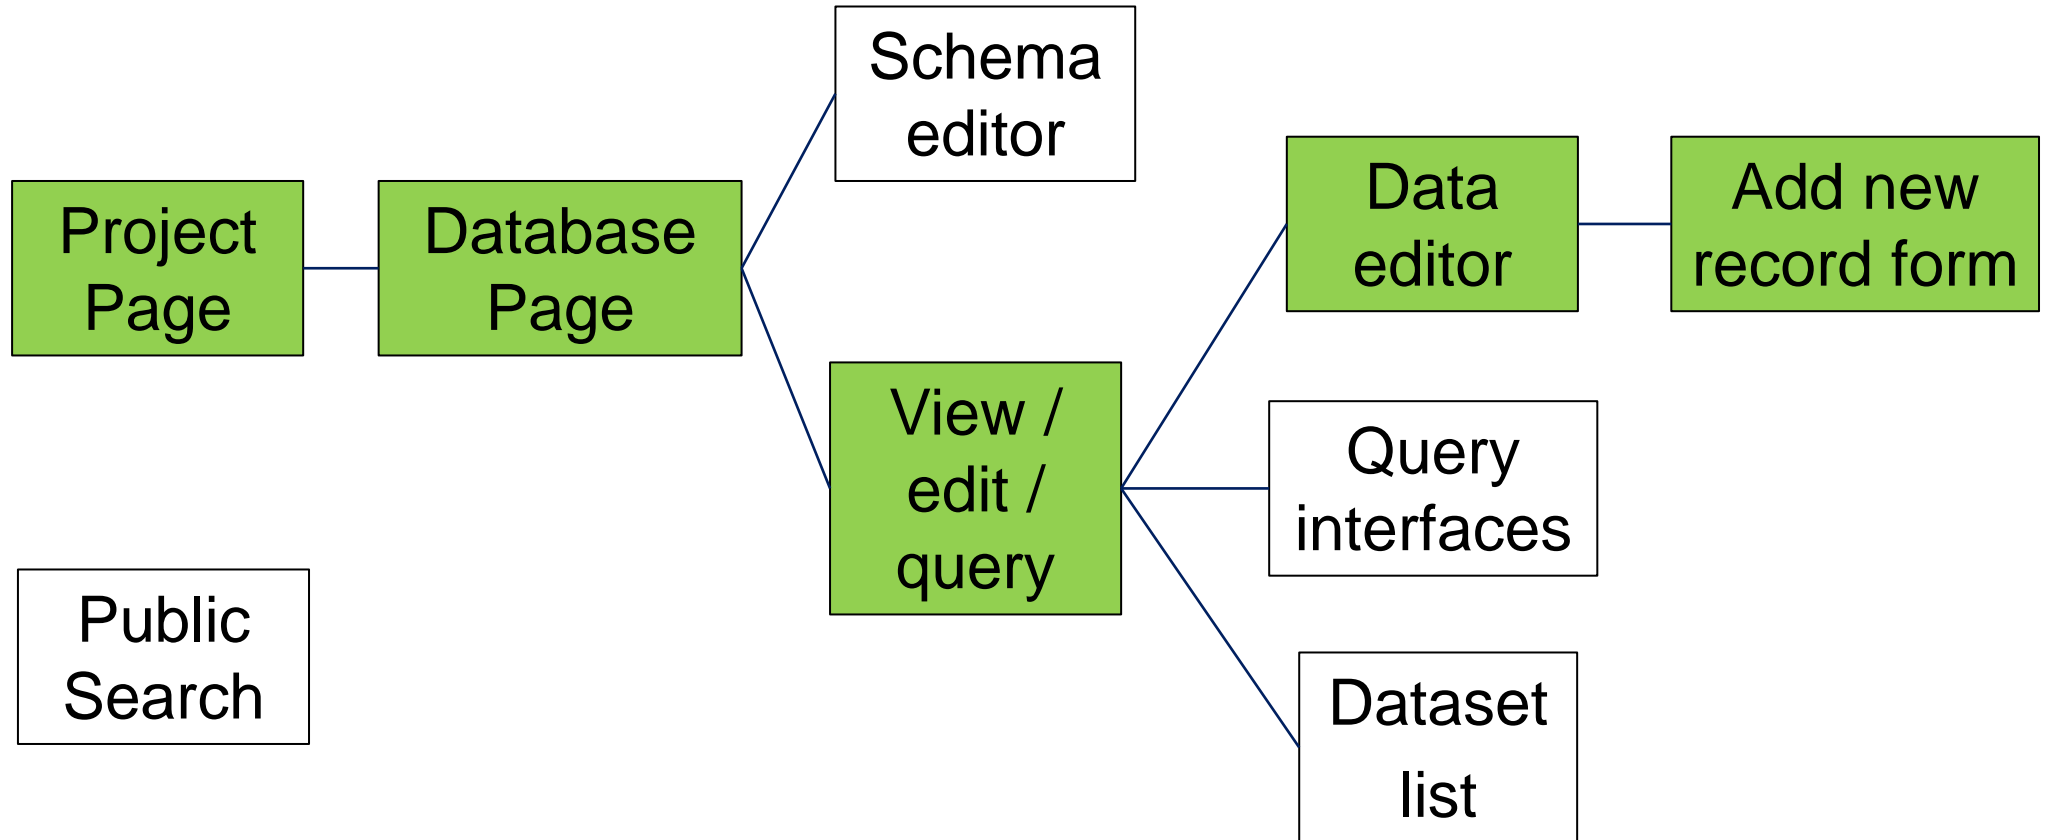 Schema
editor
Project
Page
Database
Page
Data
editor
Add new
record form
View /
edit /
query
Query
interfaces
Public
Search
Dataset
list